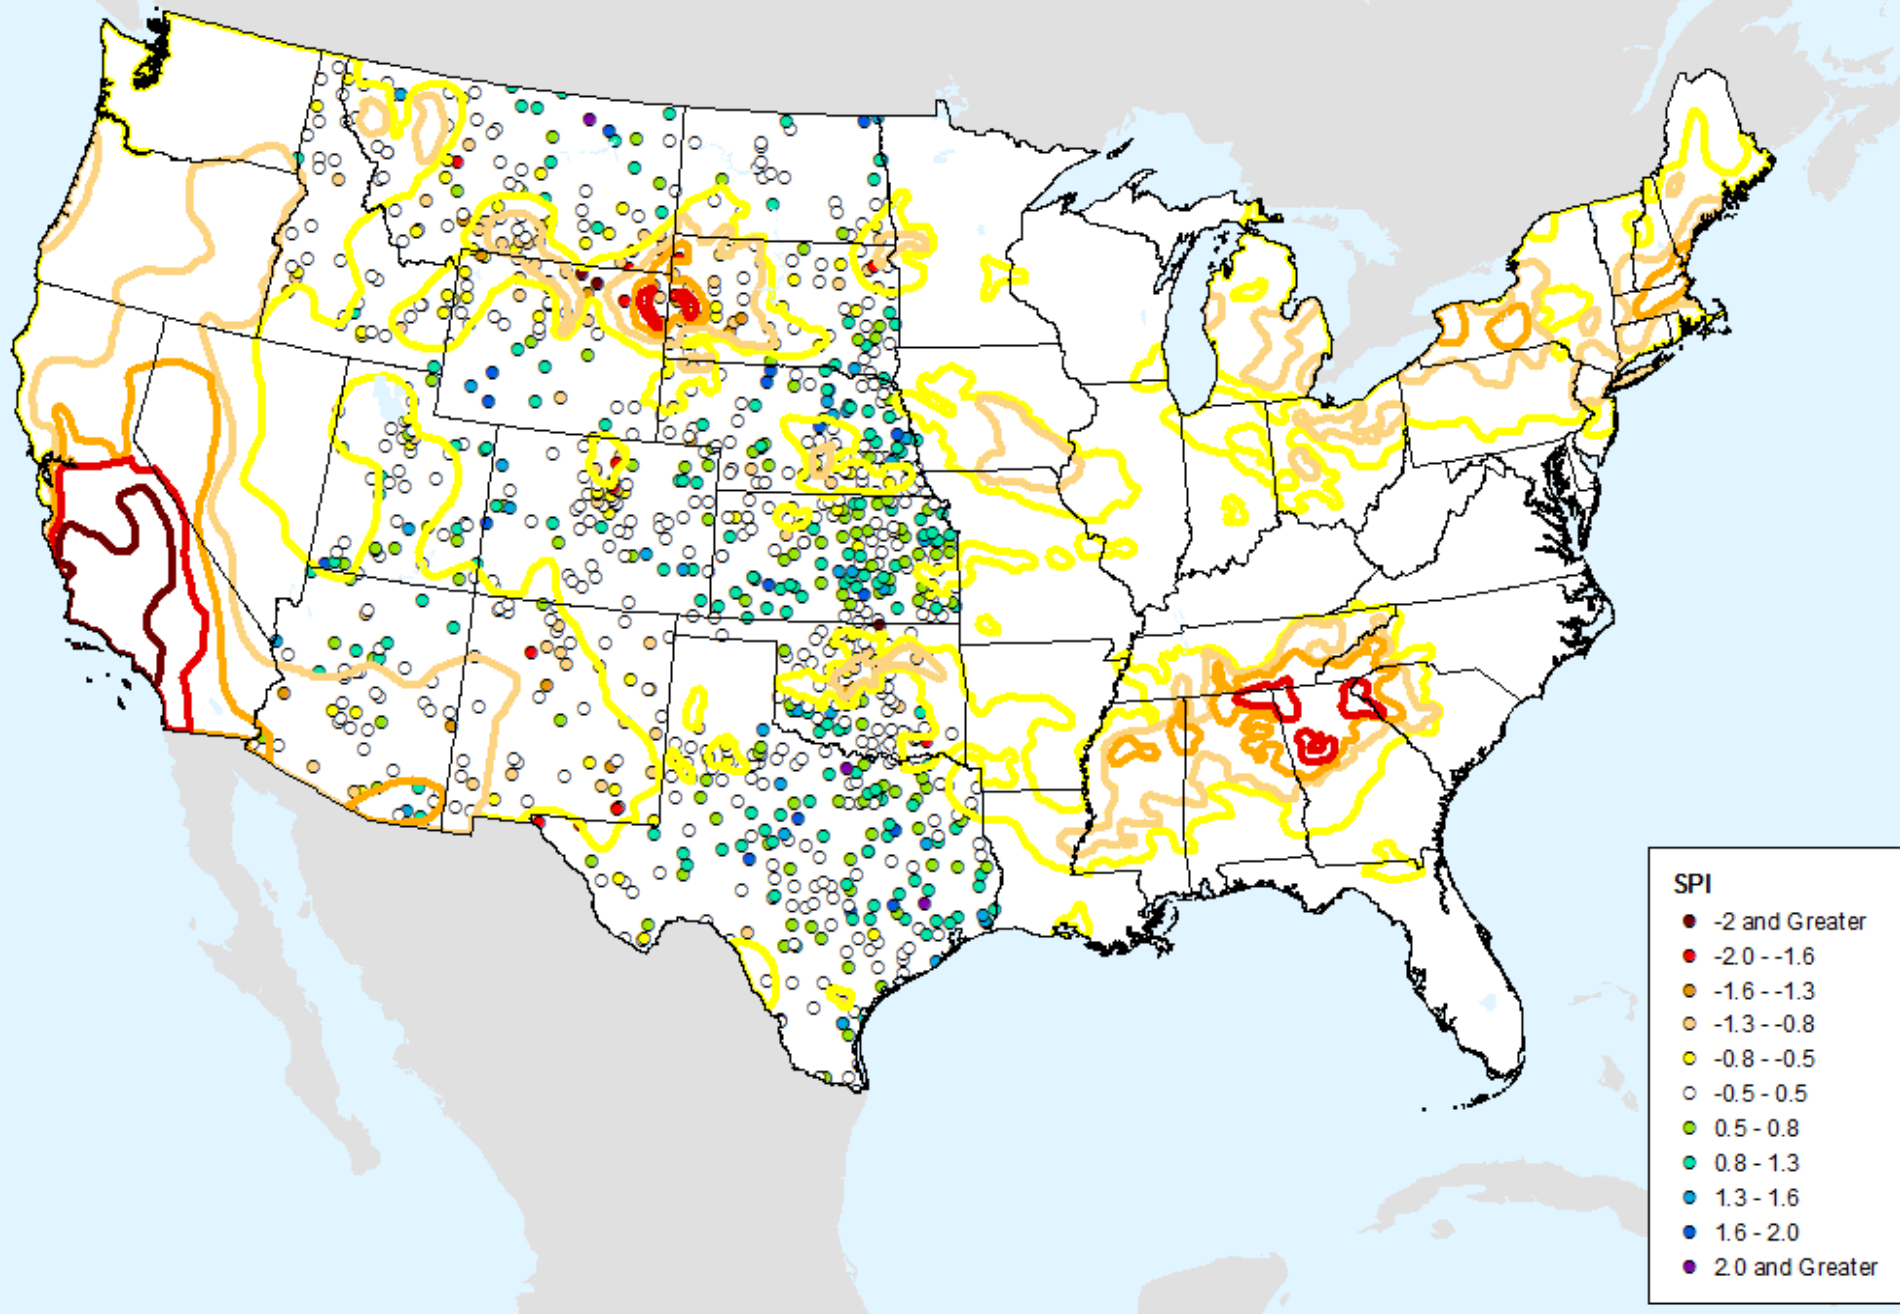 SPI
-2 and Greater
-2.0 - -1.6
-1.6 - -1.3
-1.3 - -0.8
-0.8 - -0.5
-0.5 - 0.5
0.5 - 0.8
0.8 - 1.3
1.3 - 1.6
1.6 - 2.0
2.0 and Greater